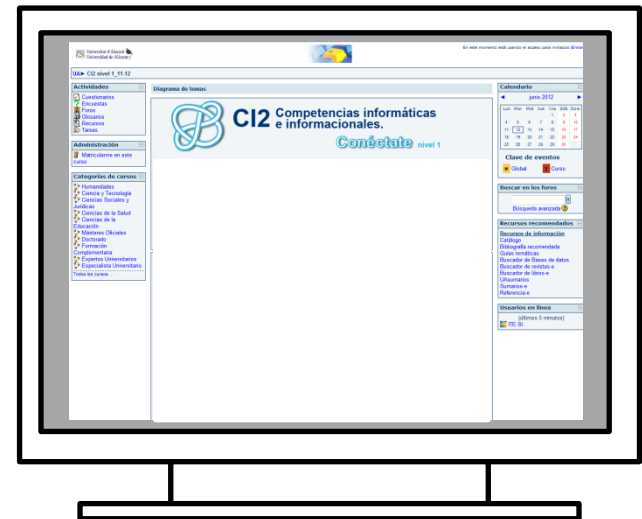 Universitat d'Alacant
Universidad de Alicante
En este momento está usando el acceso para invitados (Entrar
UA► CI2 nivel 1_11-12
Actividades
Cuestionarios
Encuestas
Foros
Glosarios
Recursos
Tareas
Administración
Matricularme en este
curso
Categorías de cursos
Humanidades
Ciencia y Tecnología
Ciencias Sociales y
Jurídicas
Ciencias de la Salud
Ciencias de la
Educación
Másteres Oficiales
Doctorado
Formación
Complementaria
Expertos Universitarios
Especialista Universitario
Todos los cursos ...
Diagrama de temas
CI2 Competencias informáticas
e informacionales.
Conéctate nivel 1
Calendario
◄ junio 2012 ►
Lun Mar Mié Jue Vie Sáb Dom
1 2 3
4 5 6 7 8 9 10
11 12 13 14 15 16 17
18 19 20 21 22 23 24
25 26 27 28 29 30
Clave de eventos
Global Curso
Buscar en los foros
Búsqueda avanzada
Recursos recomendados
Recursos de información
Catálogo
Bibliografía recomendada
Guías temáticas
Buscador de Bases de datos
Buscador de revistas-e
Buscador de libros-e
UAsumarios
Sumarios-e
Referencia-e
Usuarios en línea
(últimos 5 minutos)
ITE SI